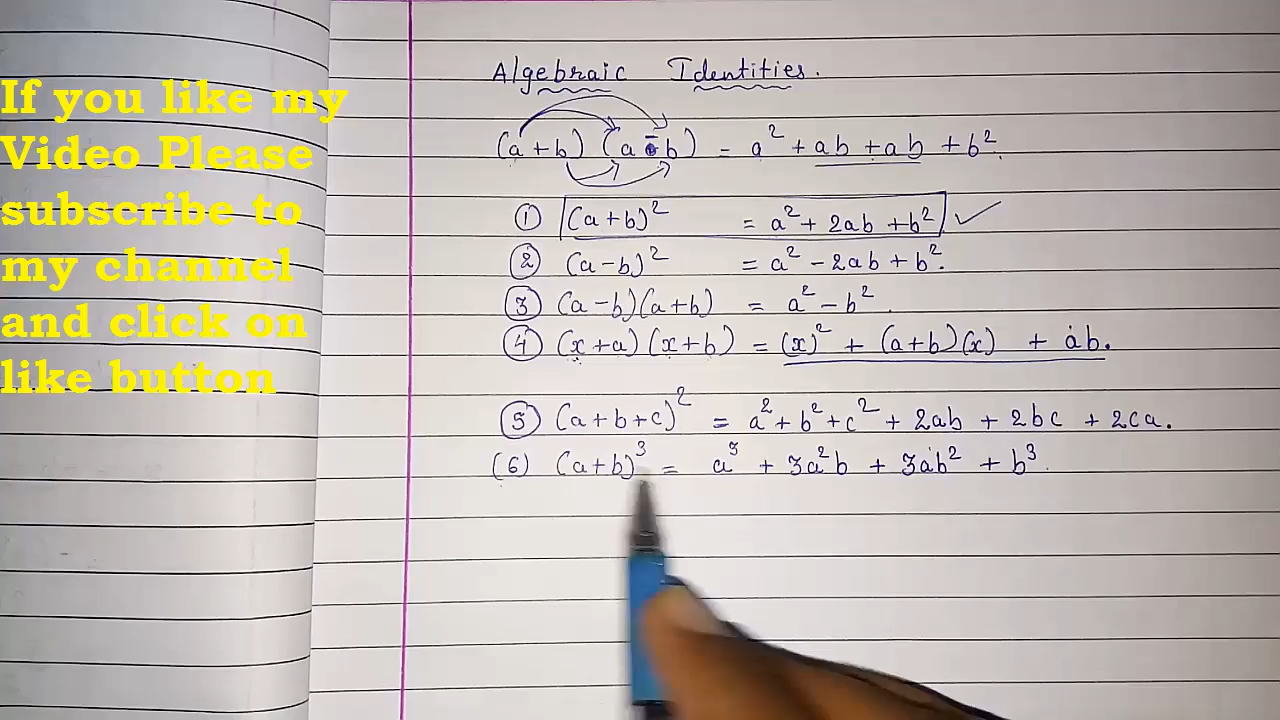 If you like my
Video Please
subscribe to
my channel
and click on
like button
Algebraic Identities.
(a+b) (a b) = a² + ab + ab + b².
① (a+b)² = a² + 2ab + b² ✓
② (a-b)² = a² - 2ab + b².
③ (a-b)(a+b) = a² - b².
④ (x+a)(x+b) = (x)² + (a+b)(x) + ab.
⑤ (a+b+c)² = a² + b² + c² + 2ab + 2bc + 2ca.
(6) (a+b)³ = a³ + 3a²b + 3ab² + b³.